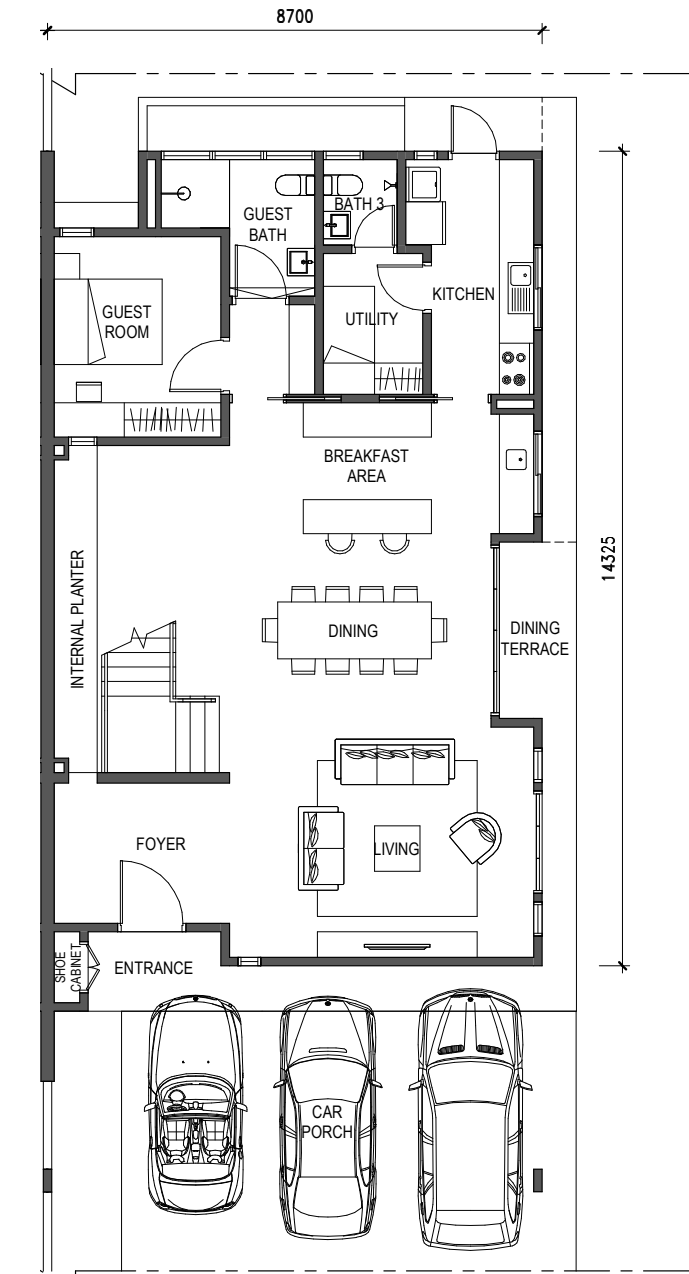 8700
GUEST
BATH
BATH 3
KITCHEN
GUEST
ROOM
UTILITY
BREAKFAST
AREA
14325
INTERNAL PLANTER
DINING
DINING
TERRACE
FOYER
LIVING
SHOE
CABINET
ENTRANCE
CAR
PORCH